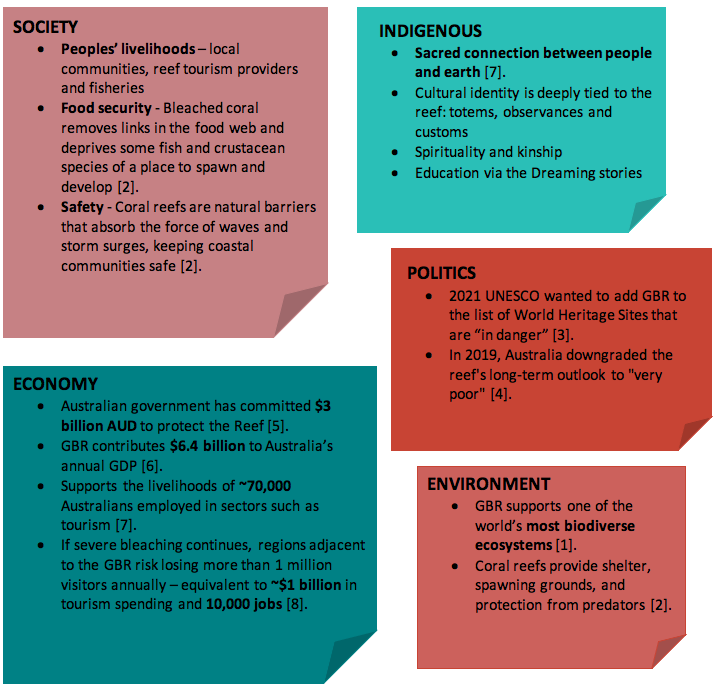 SOCIETY
• Peoples' livelihoods – local
communities, reef tourism providers
and fisheries
• Food security - Bleached coral
removes links in the food web and
deprives some fish and crustacean
species of a place to spawn and
develop [2].
• Safety - Coral reefs are natural barriers
that absorb the force of waves and
storm surges, keeping coastal
communities safe [2].
INDIGENOUS
• Sacred connection between people
and earth [7].
• Cultural identity is deeply tied to the
reef: totems, observances and
customs
• Spirituality and kinship
• Education via the Dreaming stories
POLITICS
• 2021 UNESCO wanted to add GBR to
the list of World Heritage Sites that
are “in danger” [3].
• In 2019, Australia downgraded the
reef's long-term outlook to "very
poor" [4].
ECONOMY
• Australian government has committed $3
billion AUD to protect the Reef [5].
• GBR contributes $6.4 billion to Australia’s
annual GDP [6].
• Supports the livelihoods of ~70,000
Australians employed in sectors such as
tourism [7].
• If severe bleaching continues, regions adjacent
to the GBR risk losing more than 1 million
visitors annually – equivalent to ~$1 billion in
tourism spending and 10,000 jobs [8].
ENVIRONMENT
• GBR supports one of the
world’s most biodiverse
ecosystems [1].
• Coral reefs provide shelter,
spawning grounds, and
protection from predators [2].